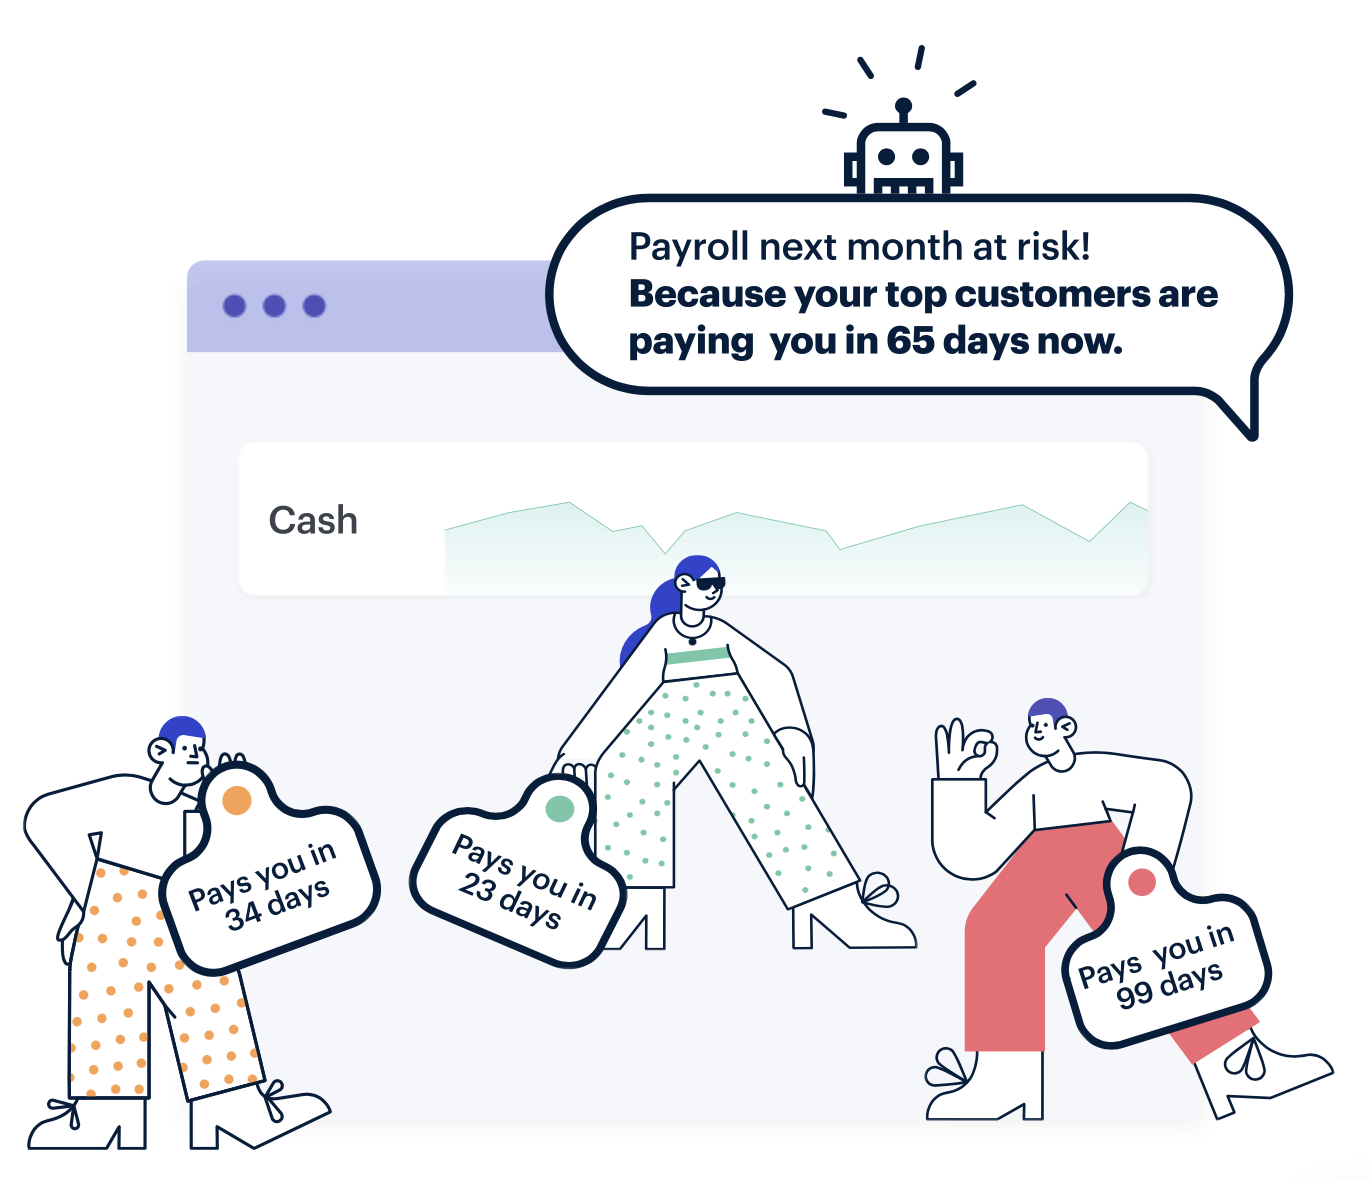 Payroll next month at risk!
Because your top customers are
paying  you in 65 days now.
Cash
Pays you in
34 days
Pays you in
23 days
Pays  you in
99 days